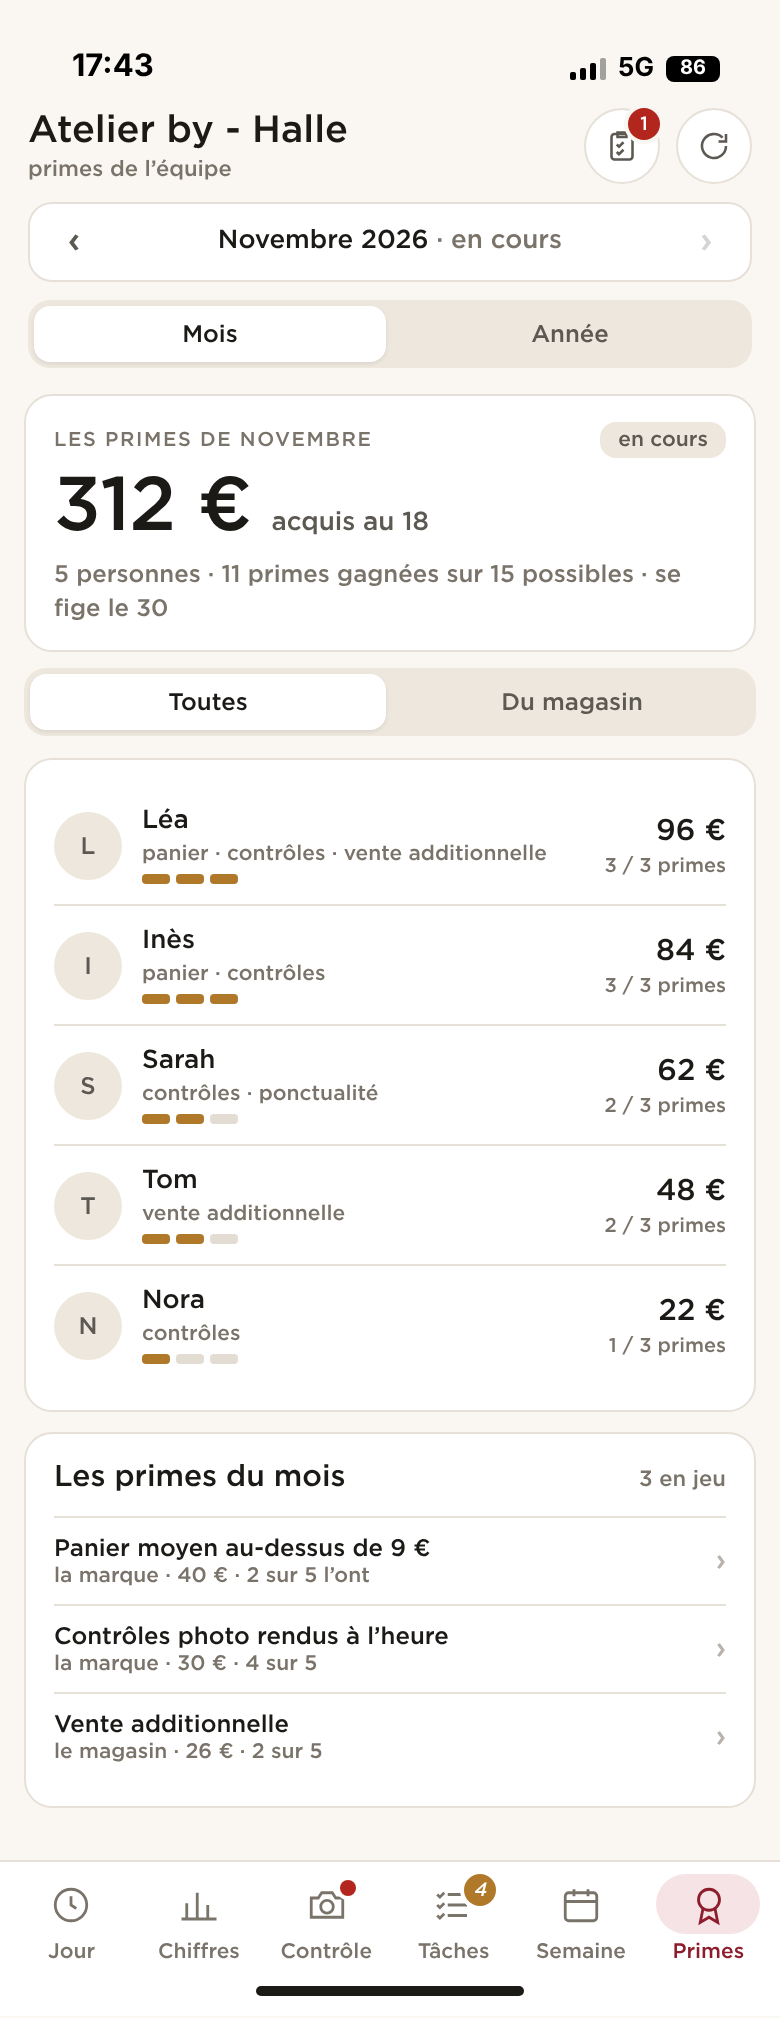 17:43
5G 86
Atelier by - Halle
primes de l’équipe
1
‹ Novembre 2026 · en cours ›
Mois Année
LES PRIMES DE NOVEMBRE en cours
312 € acquis au 18
5 personnes · 11 primes gagnées sur 15 possibles · se
fige le 30
Toutes Du magasin
L
Léa
panier · contrôles · vente additionnelle
96 €
3 / 3 primes
I
Inès
panier · contrôles
84 €
3 / 3 primes
S
Sarah
contrôles · ponctualité
62 €
2 / 3 primes
T
Tom
vente additionnelle
48 €
2 / 3 primes
N
Nora
contrôles
22 €
1 / 3 primes
Les primes du mois 3 en jeu
Panier moyen au-dessus de 9 €
la marque · 40 € · 2 sur 5 l’ont
›
Contrôles photo rendus à l’heure
la marque · 30 € · 4 sur 5
›
Vente additionnelle
le magasin · 26 € · 2 sur 5
›
4
Jour Chiffres Contrôle Tâches Semaine Primes